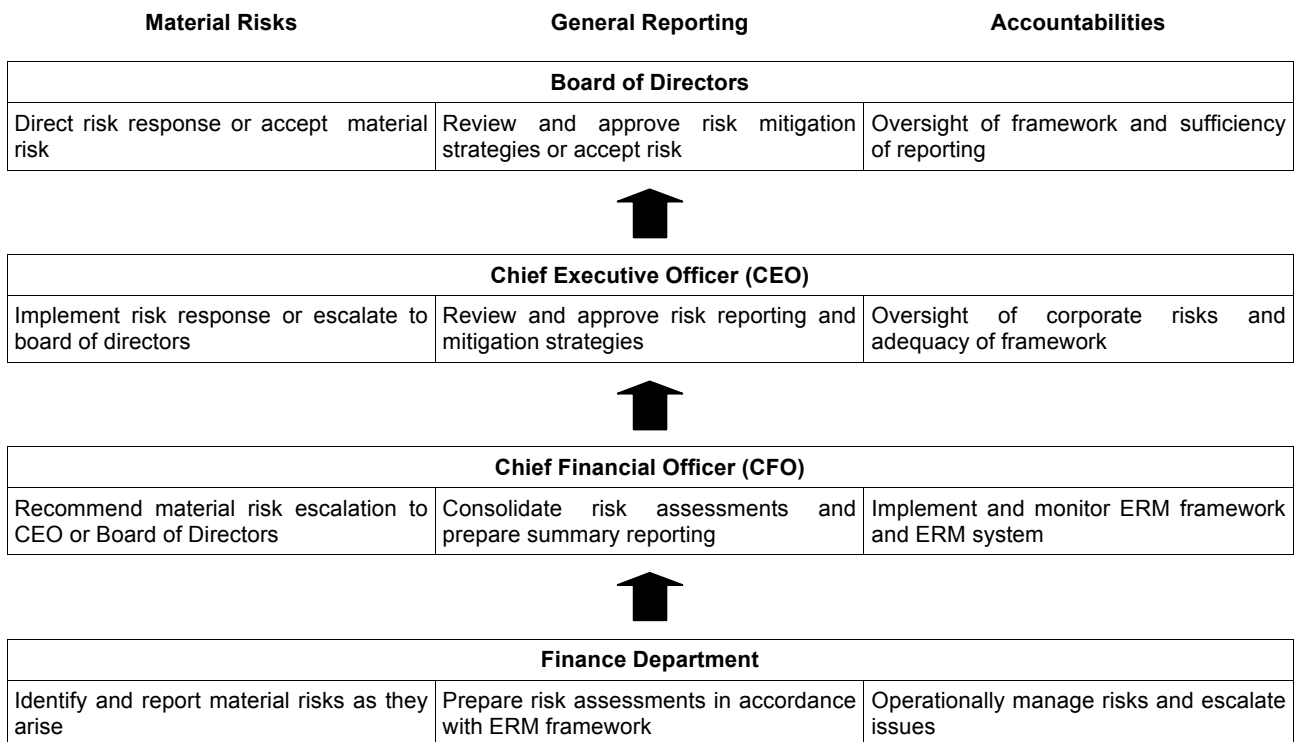 Material Risks General Reporting Accountabilities
Board of Directors
Direct risk response or accept material risk
Review and approve risk mitigation strategies or accept risk
Oversight of framework and sufficiency of reporting
Chief Executive Officer (CEO)
Implement risk response or escalate to board of directors
Review and approve risk reporting and mitigation strategies
Oversight of corporate risks and adequacy of framework
Chief Financial Officer (CFO)
Recommend material risk escalation to CEO or Board of Directors
Consolidate risk assessments and prepare summary reporting
Implement and monitor ERM framework and ERM system
Finance Department
Identify and report material risks as they arise
Prepare risk assessments in accordance with ERM framework
Operationally manage risks and escalate issues